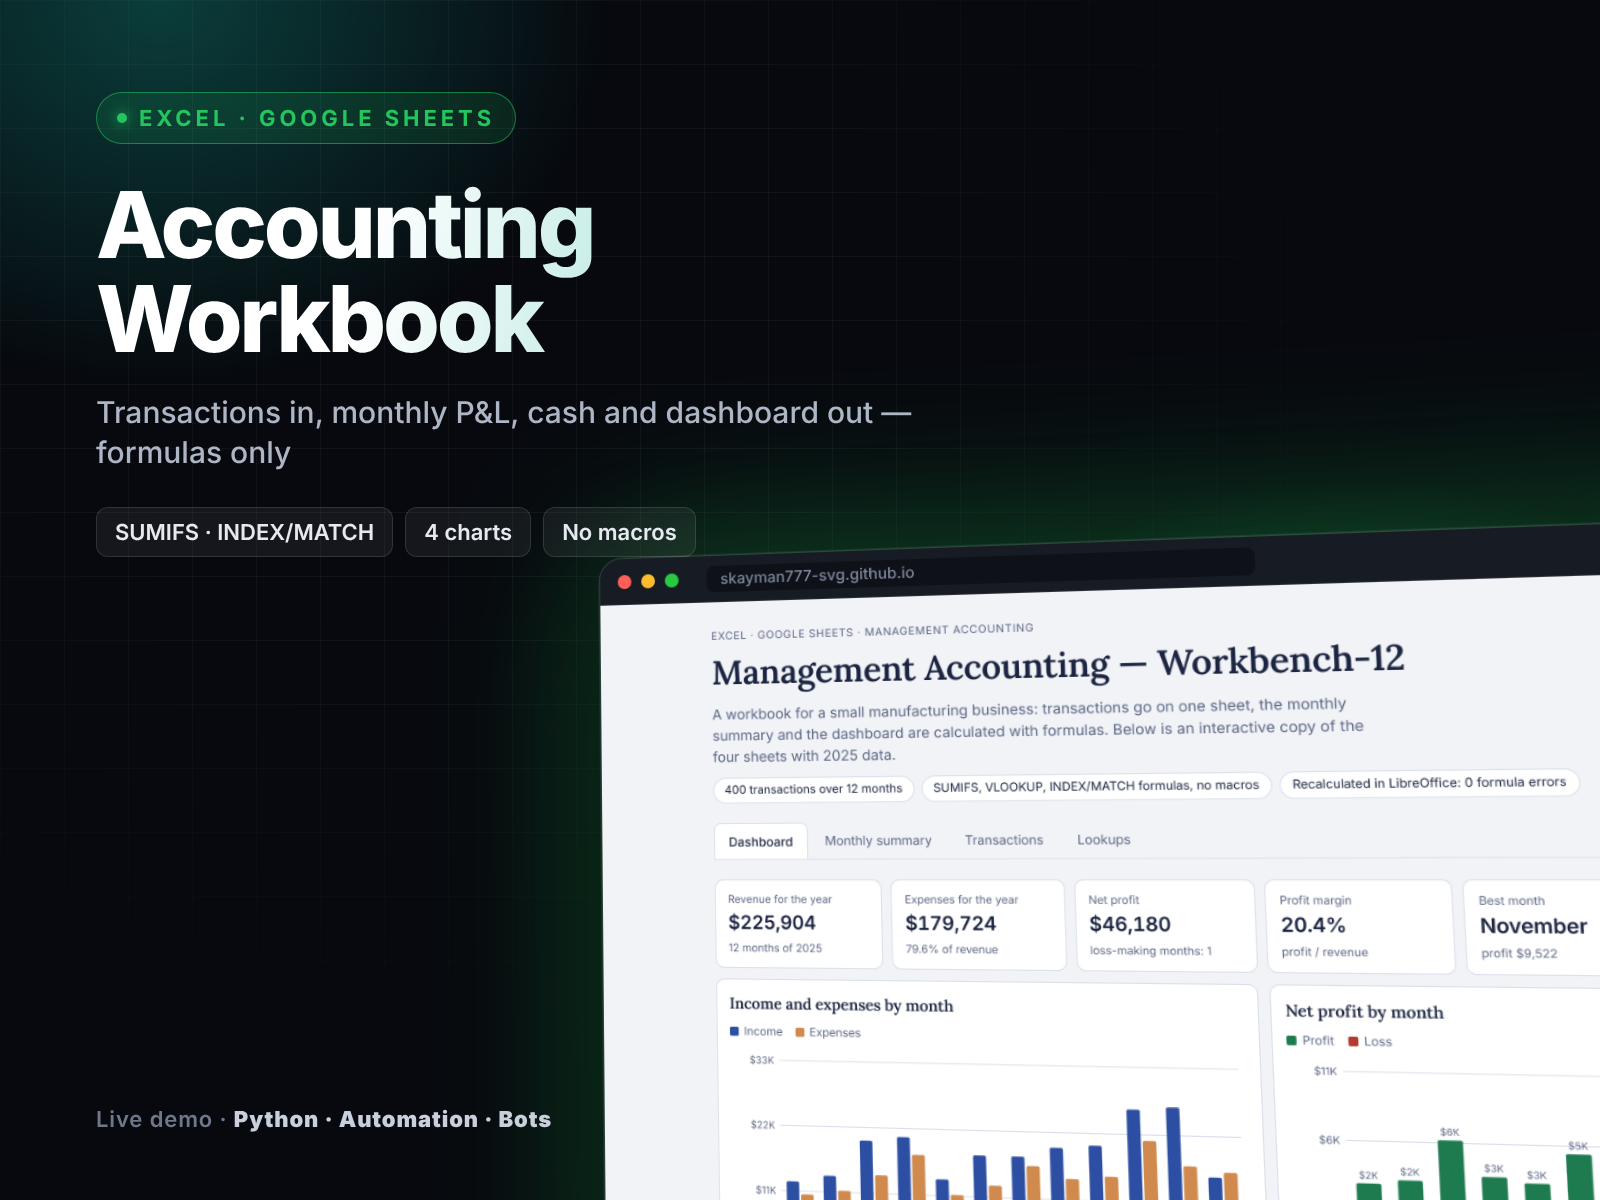 EXCEL · GOOGLE SHEETS
Accounting
Workbook
Transactions in, monthly P&L, cash and dashboard out —
formulas only
SUMIFS · INDEX/MATCH
4 charts
No macros
skayman777-svg.github.io
EXCEL · GOOGLE SHEETS · MANAGEMENT ACCOUNTING
Management Accounting — Workbench-12
A workbook for a small manufacturing business: transactions go on one sheet, the monthly
summary and the dashboard are calculated with formulas. Below is an interactive copy of the
four sheets with 2025 data.
400 transactions over 12 months
SUMIFS, VLOOKUP, INDEX/MATCH formulas, no macros
Recalculated in LibreOffice: 0 formula errors
Dashboard
Monthly summary
Transactions
Lookups
Revenue for the year
$225,904
12 months of 2025
Expenses for the year
$179,724
79.6% of revenue
Net profit
$46,180
loss-making months: 1
Profit margin
20.4%
profit / revenue
Best month
November
profit $9,522
Income and expenses by month
Income
Expenses
$33K
$22K
$11K
Net profit by month
Profit
Loss
$11K
$6K
$2K
$2K
$6K
$3K
$3K
$5K
Live demo · Python · Automation · Bots